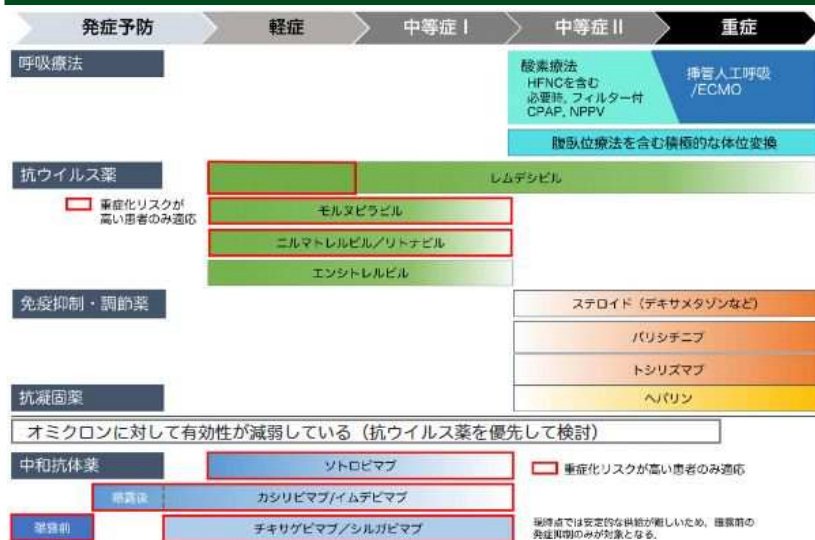 発症予防
軽症
中等症 I
中等症 II
重症
呼吸療法
酸素療法
HFNCを含む
必要時, フィルター付
CPAP, NPPV
挿管人工呼吸
/ECMO
腹臥位療法を含む積極的な体位変換
抗ウイルス薬
レムデシビル
重症化リスクが
高い患者のみ適応
モルヌピラビル
ニルマトレルビル／リトナビル
エンシトレルビル
免疫抑制・調節薬
ステロイド（デキサメタゾンなど）
バリシチニブ
トシリズマブ
抗凝固薬
ヘパリン
オミクロンに対して有効性が減弱している（抗ウイルス薬を優先して検討）
中和抗体薬
ソトロビマブ
重症化リスクが高い患者のみ適応
曝露後
カシリビマブ/イムデビマブ
曝露前
チキサゲビマブ／シルガビマブ
現時点では安定的な供給が難しいため、曝露前の
発症抑制のみが対象となる。